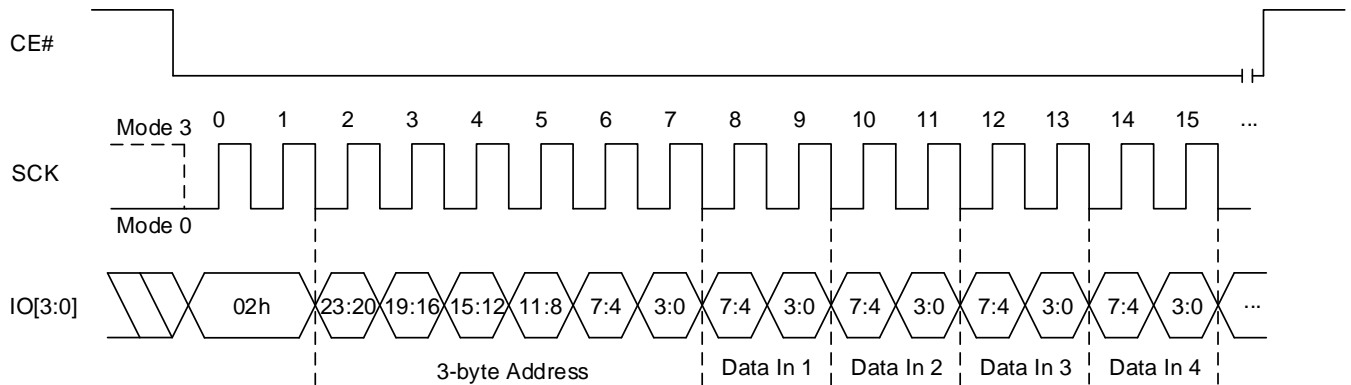 CE#
0 1 2 3 4 5 6 7 8 9 10 11 12 13 14 15 ...
Mode 3
SCK
Mode 0
IO[3:0] 02h 23:20 19:16 15:12 11:8 7:4 3:0 7:4 3:0 7:4 3:0 7:4 3:0 7:4 3:0 ...
3-byte Address Data In 1 Data In 2 Data In 3 Data In 4